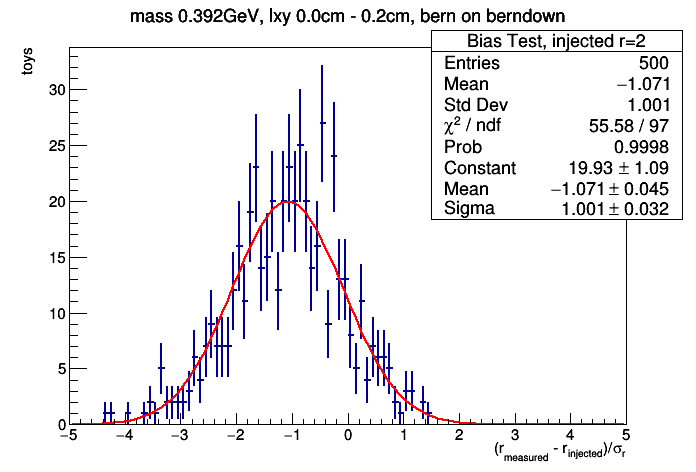 mass 0.392GeV, lxy 0.0cm - 0.2cm, bern on berndown
Bias Test, injected r=2
Entries 500
Mean −1.071
Std Dev 1.001
χ² / ndf 55.58 / 97
Prob 0.9998
Constant 19.93 ± 1.09
Mean −1.071 ± 0.045
Sigma 1.001 ± 0.032
toys
30
25
20
15
10
5
0
−5 −4 −3 −2 −1 0 1 2 3 4 5
(r_measured - r_injected)/σ_r